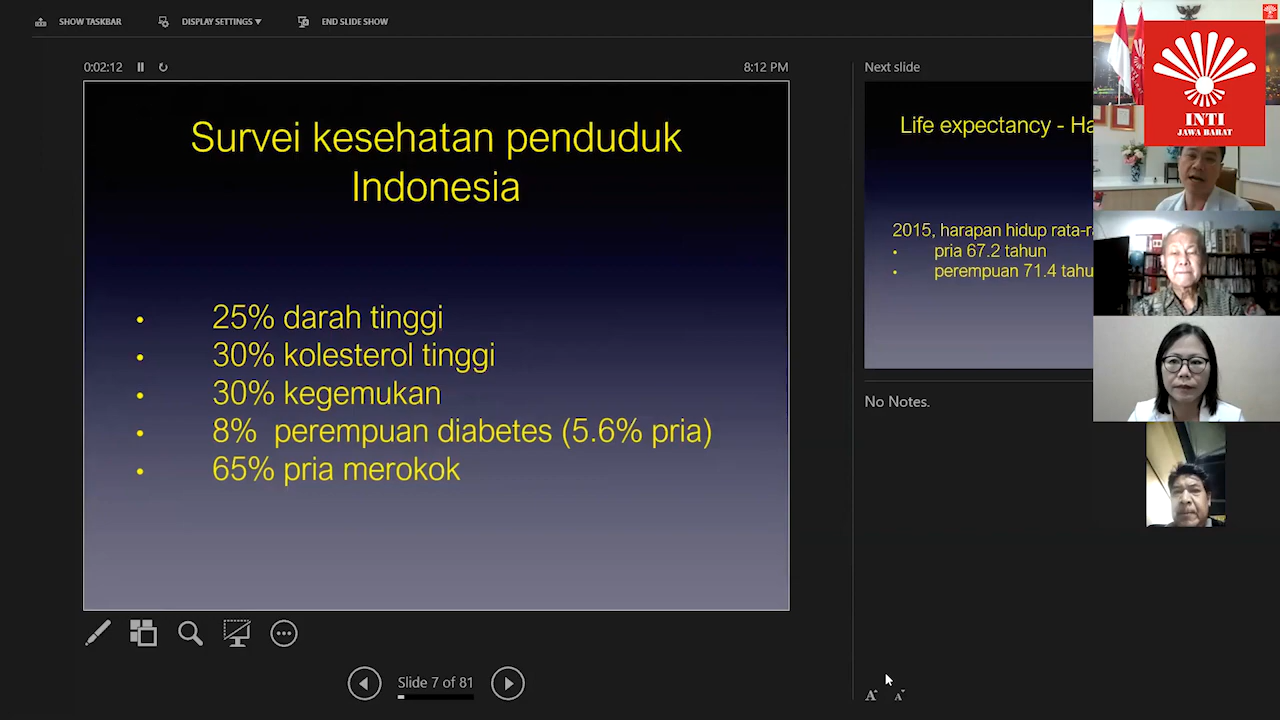 SHOW TASKBAR
DISPLAY SETTINGS ▼
END SLIDE SHOW
0:02:12
8:12 PM
Survei kesehatan penduduk
Indonesia
• 25% darah tinggi
• 30% kolesterol tinggi
• 30% kegemukan
• 8% perempuan diabetes (5.6% pria)
• 65% pria merokok
Slide 7 of 81
Next slide
Life expectancy -
2015, harapan hidup
• pria 67.2 tahun
• perempuan 71.4
No Notes.
A
A
INTI
JAWA BARAT